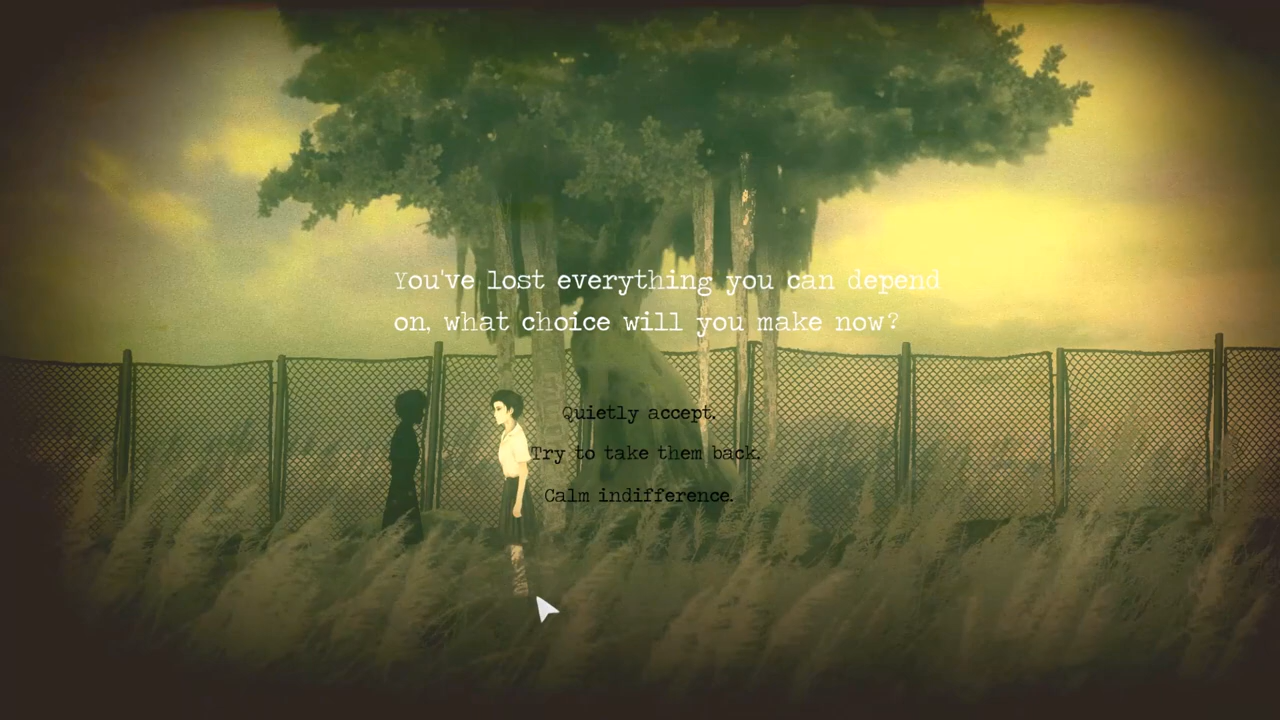 You've lost everything you can depend
on, what choice will you make now?
Quietly accept.
Try to take them back.
Calm indifference.